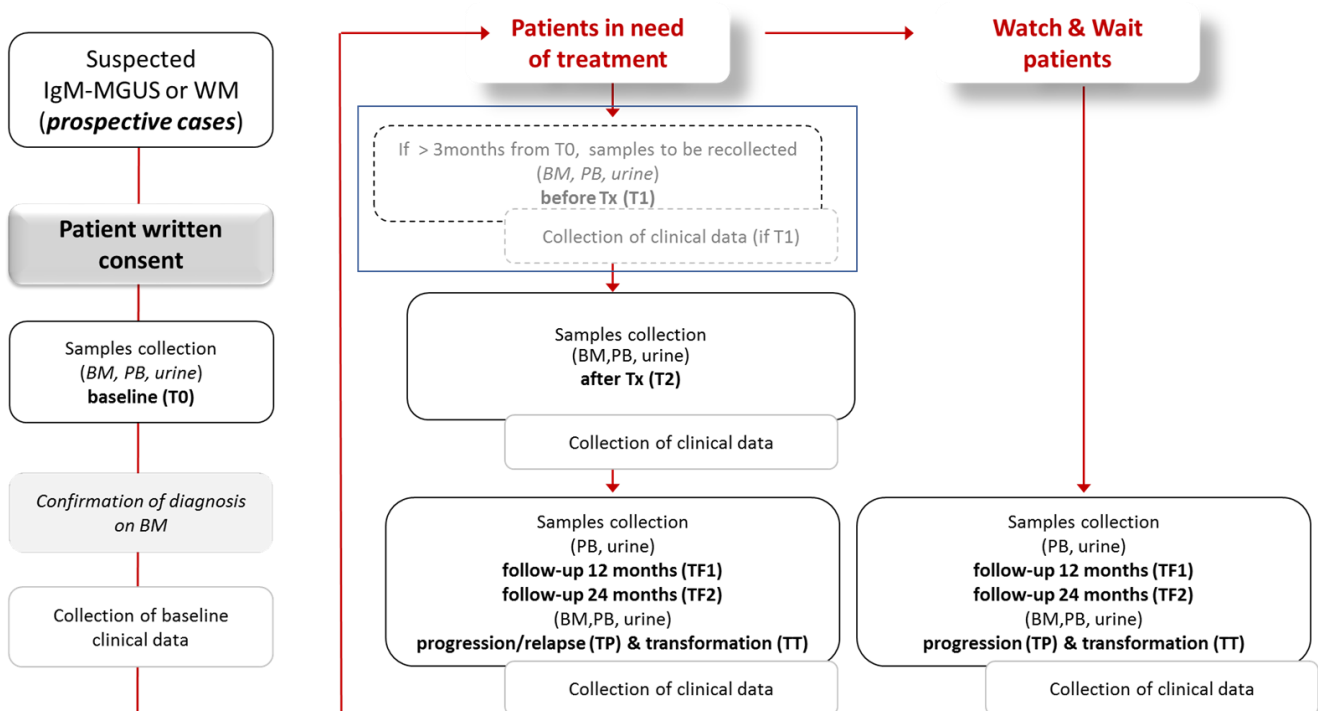 Suspected
IgM-MGUS or WM
(prospective cases)
Patient written
consent
Samples collection
(BM, PB, urine)
baseline (T0)
Confirmation of diagnosis
on BM
Collection of baseline
clinical data
Patients in need
of treatment
If > 3months from T0, samples to be recollected
(BM, PB, urine)
before Tx (T1)
Collection of clinical data (if T1)
Samples collection
(BM,PB, urine)
after Tx (T2)
Collection of clinical data
Samples collection
(PB, urine)
follow-up 12 months (TF1)
follow-up 24 months (TF2)
(BM,PB, urine)
progression/relapse (TP) & transformation (TT)
Collection of clinical data
Watch & Wait
patients
Samples collection
(PB, urine)
follow-up 12 months (TF1)
follow-up 24 months (TF2)
(BM,PB, urine)
progression (TP) & transformation (TT)
Collection of clinical data